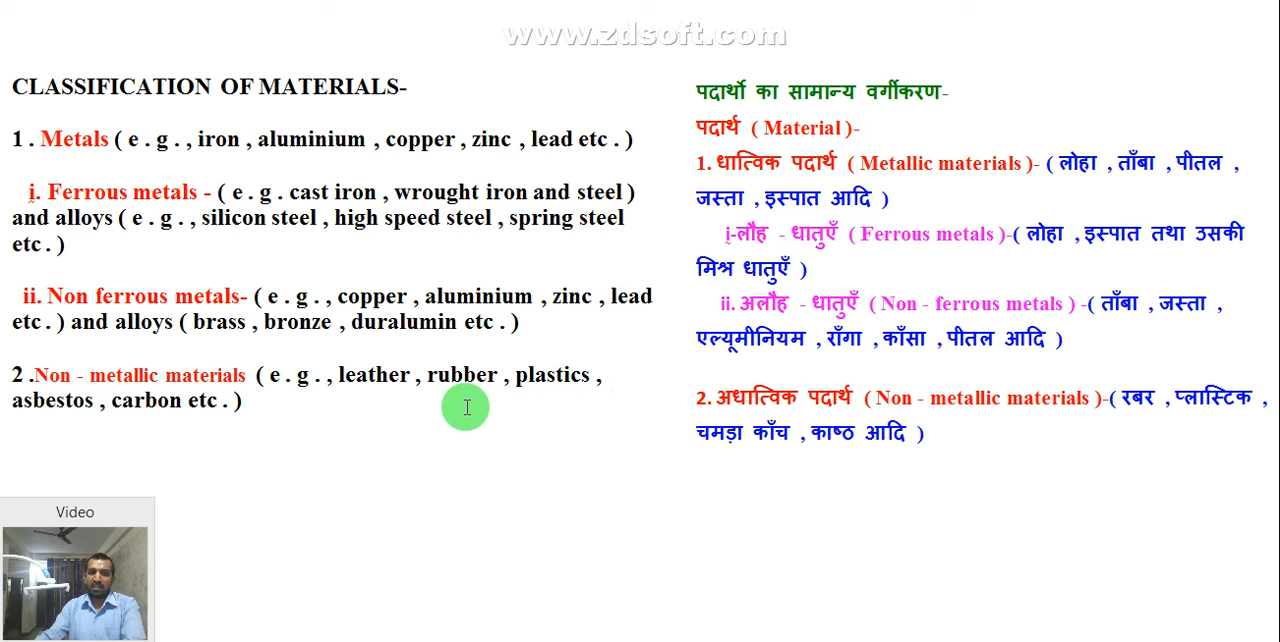 www.zdsoft.com
CLASSIFICATION OF MATERIALS-
1 . Metals ( e . g . , iron , aluminium , copper , zinc , lead etc . )
i. Ferrous metals - ( e . g . cast iron , wrought iron and steel )
and alloys ( e . g . , silicon steel , high speed steel , spring steel
etc . )
ii. Non ferrous metals- ( e . g . , copper , aluminium , zinc , lead
etc . ) and alloys ( brass , bronze , duralumin etc . )
2 .Non - metallic materials ( e . g . , leather , rubber , plastics ,
asbestos , carbon etc . )
पदार्थो का सामान्य वर्गीकरण-
पदार्थ ( Material )-
1. धात्विक पदार्थ ( Metallic materials )- ( लोहा , ताँबा , पीतल ,
जस्ता , इस्पात आदि )
i-लौह - धातुएँ ( Ferrous metals )-( लोहा , इस्पात तथा उसकी
मिश्र धातुएँ )
ii. अलौह - धातुएँ ( Non - ferrous metals ) -( ताँबा , जस्ता ,
एल्यूमीनियम , राँगा , काँसा , पीतल आदि )
2. अधात्विक पदार्थ ( Non - metallic materials )-( रबर , प्लास्टिक ,
चमड़ा काँच , काष्ठ आदि )
Video